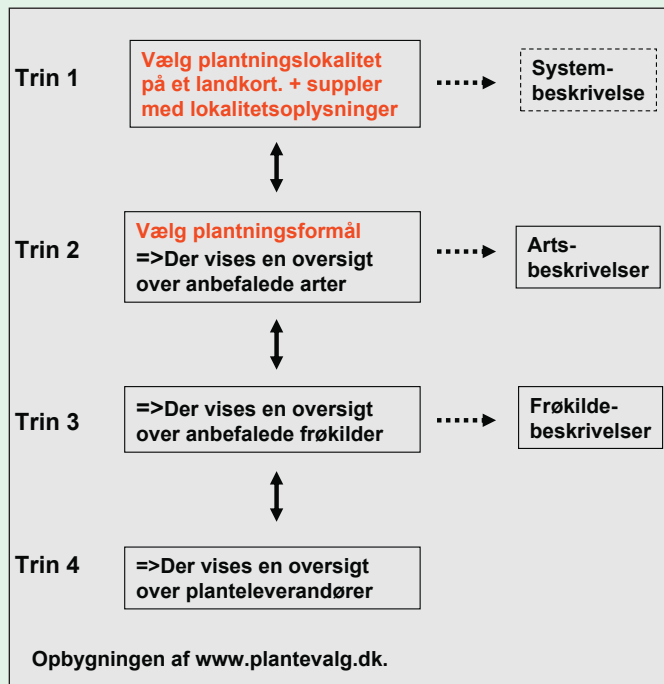 Trin 1
Vælg plantningslokalitet
på et landkort. + suppler
med lokalitetsoplysninger
System-
beskrivelse
Trin 2
Vælg plantningsformål
=>Der vises en oversigt
over anbefalede arter
Arts-
beskrivelser
Trin 3
=>Der vises en oversigt
over anbefalede frøkilder
Frøkilde-
beskrivelser
Trin 4
=>Der vises en oversigt
over planteleverandører
Opbygningen af www.plantevalg.dk.